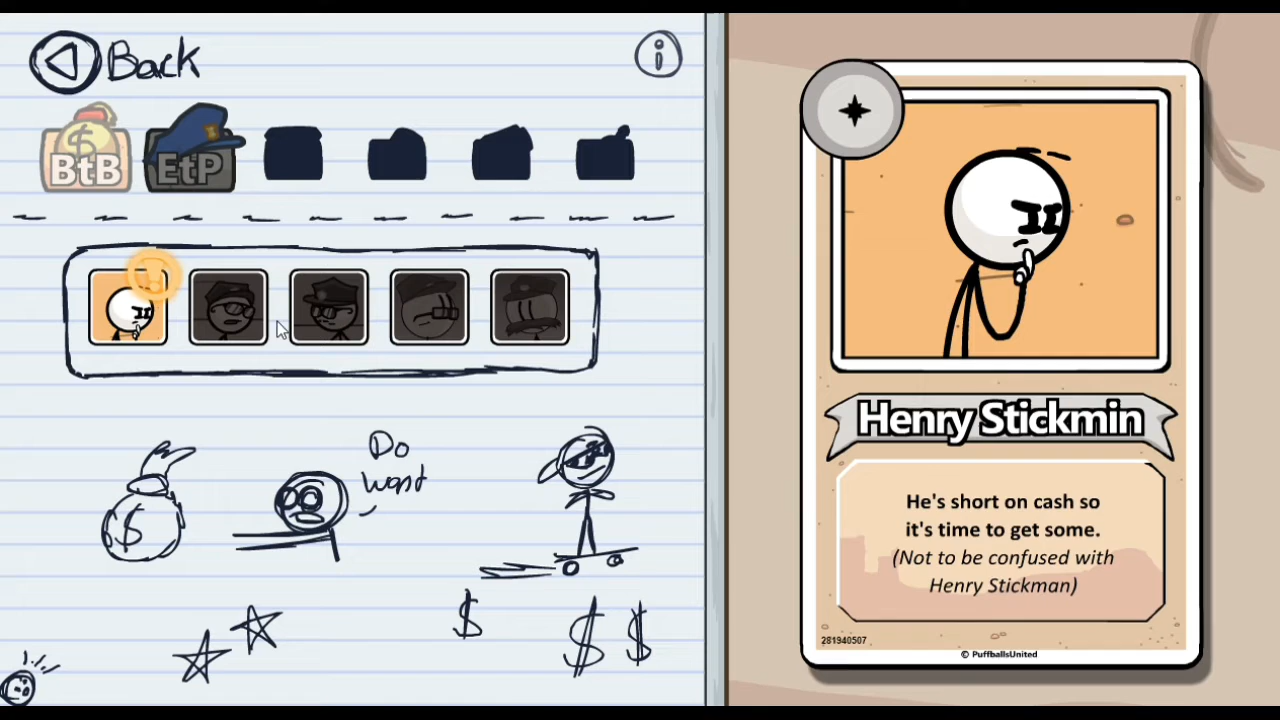 Back
i
BtB
EtP
$
Do
want
$
$
$
Henry Stickmin
He's short on cash so
it's time to get some.
(Not to be confused with
Henry Stickman)
281940507
© PuffballsUnited